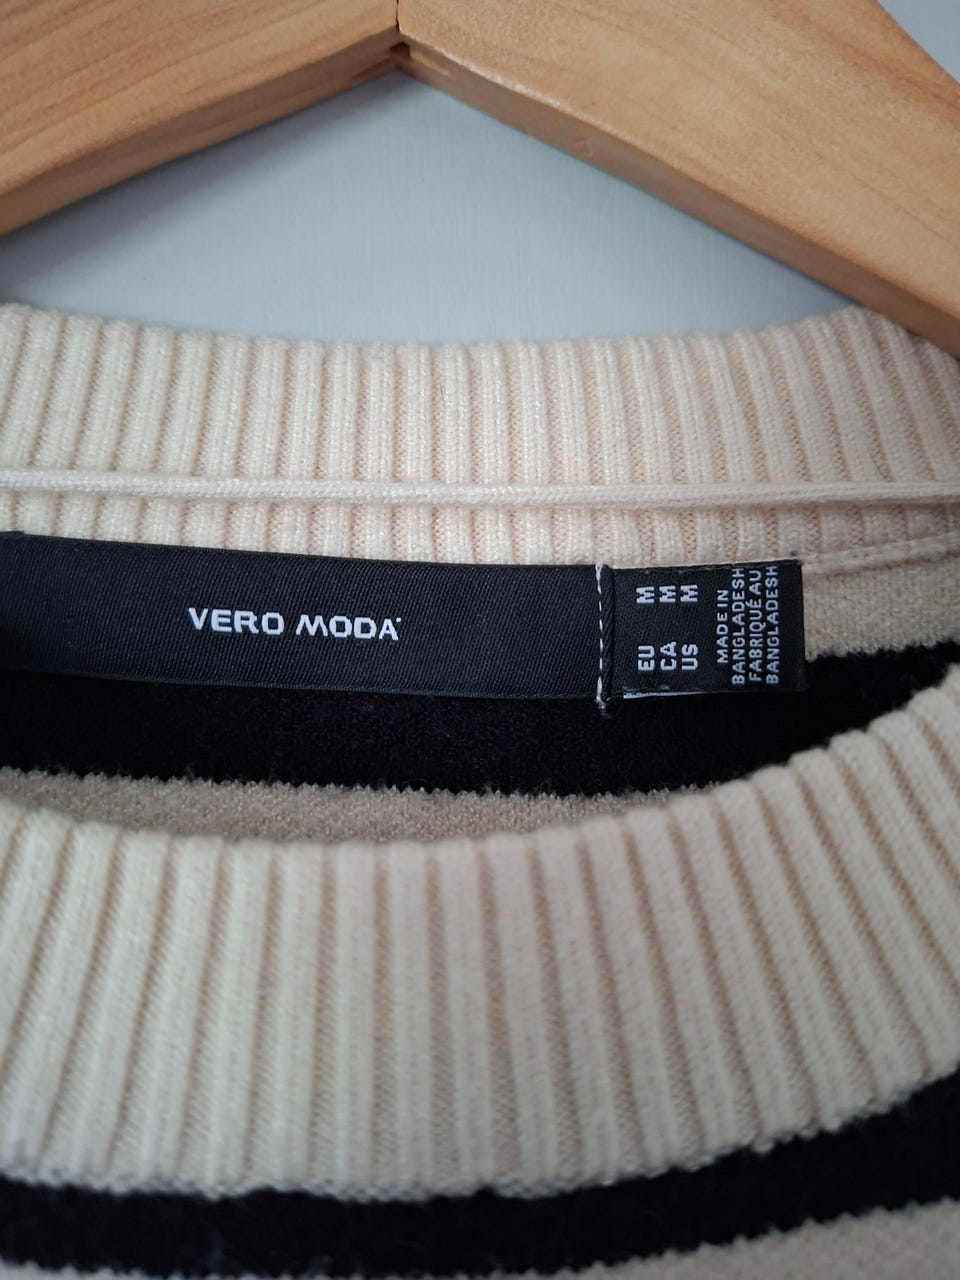 VERO MODA
EU M
CA M
US M
MADE IN
BANGLADESH
FABRIQUÉ AU
BANGLADESH